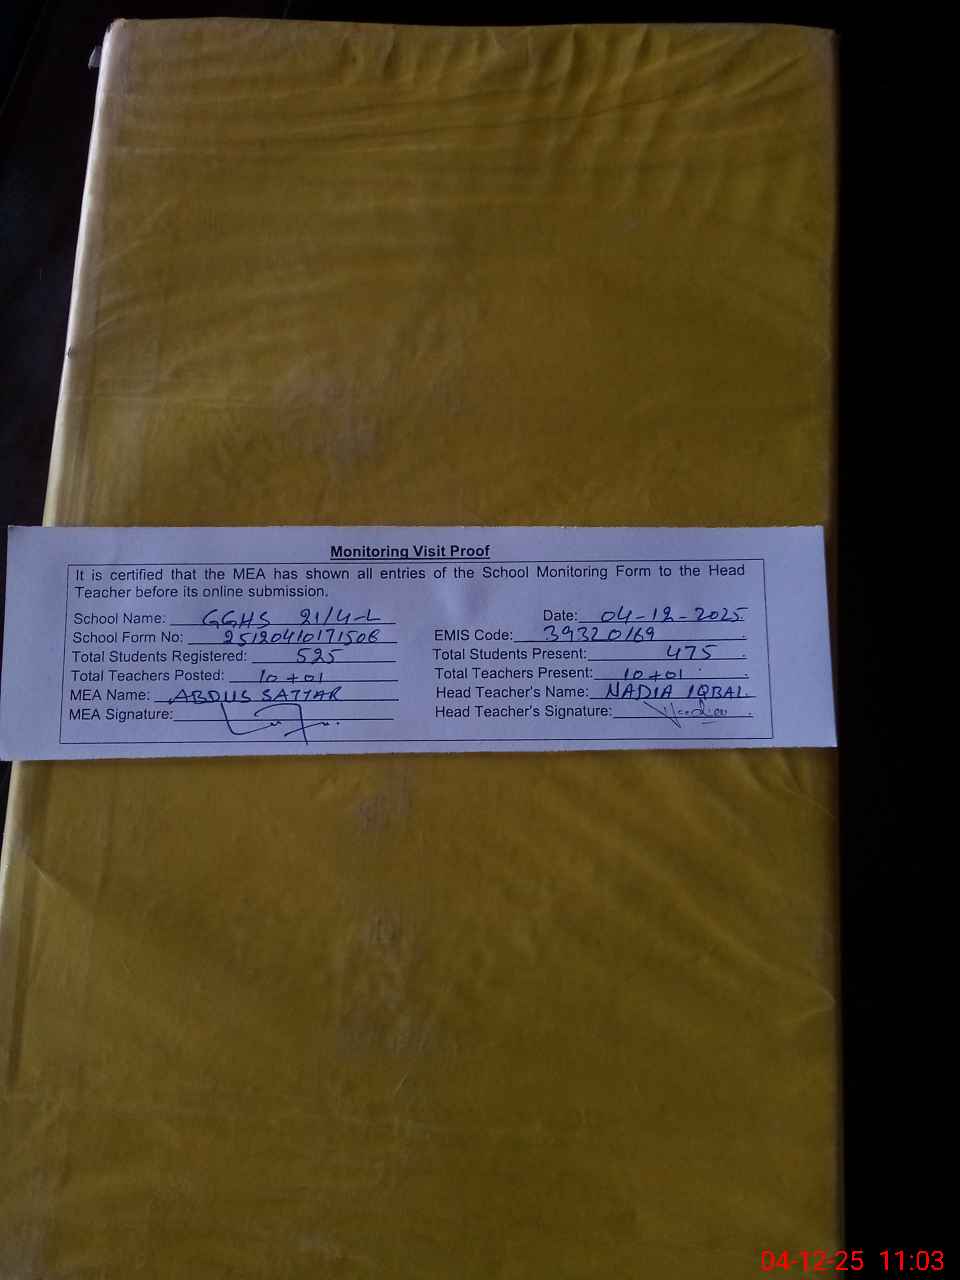 Monitoring Visit Proof
It is certified that the MEA has shown all entries of the School Monitoring Form to the Head
Teacher before its online submission.
School Name: GGHS 21/4-L Date: 04-12-2025
School Form No: 25120410171506 EMIS Code: 39320169
Total Students Registered: 525 Total Students Present: 475
Total Teachers Posted: 10+01 Total Teachers Present: 10+01
MEA Name: ABDUS SATTAR Head Teacher's Name: NADIA IQBAL
MEA Signature: Head Teacher's Signature:
04-12-25 11:03